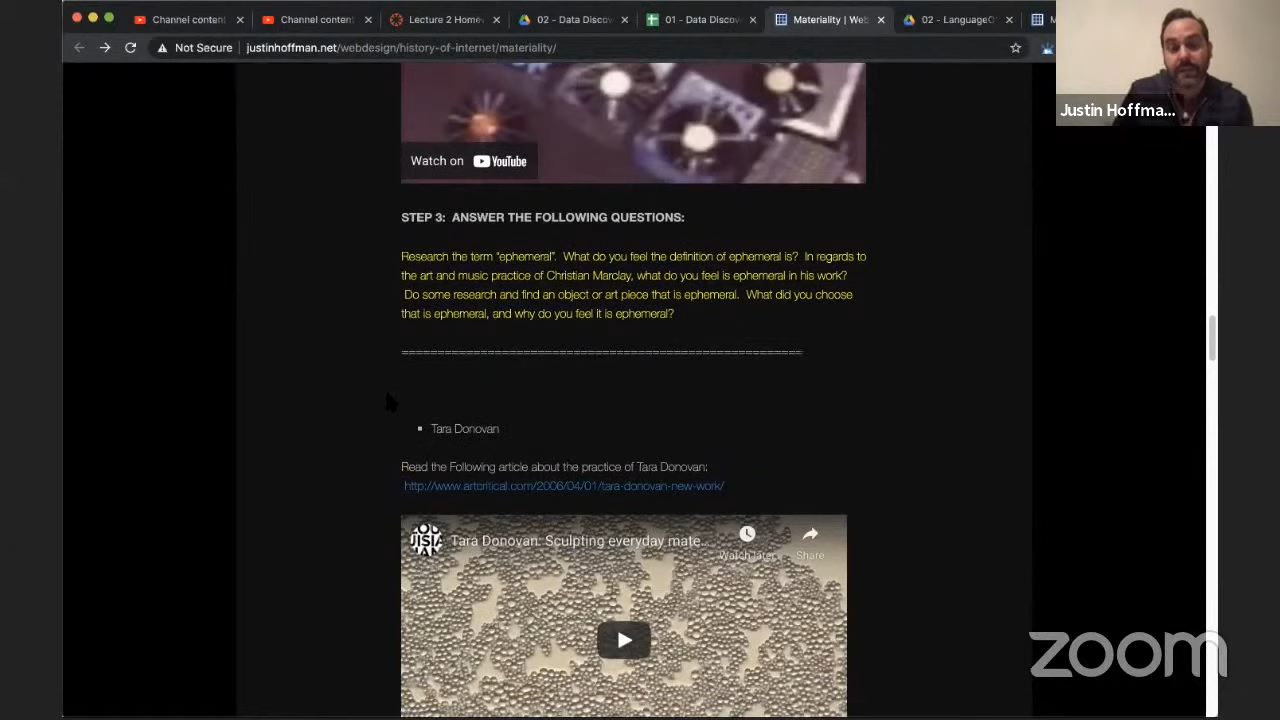 Channel content
Channel content
Lecture 2 Home
02 - Data Disco
01 - Data Disco
Materiality | Web
02 - Language
Not Secure
justinhoffman.net/webdesign/history-of-internet/materiality/
Justin Hoffma...
Watch on YouTube
STEP 3: ANSWER THE FOLLOWING QUESTIONS:
Research the term "ephemeral". What do you feel the definition of ephemeral is? In regards to
the art and music practice of Christian Marclay, what do you feel is ephemeral in his work?
Do some research and find an object or art piece that is ephemeral. What did you choose
that is ephemeral, and why do you feel it is ephemeral?
====================================================
Tara Donovan
Read the Following article about the practice of Tara Donovan:
http://www.artcritical.com/2006/04/01/tara-donovan-new-work/
Tara Donovan: Sculpting everyday mate...
Watch later
Share
zoom